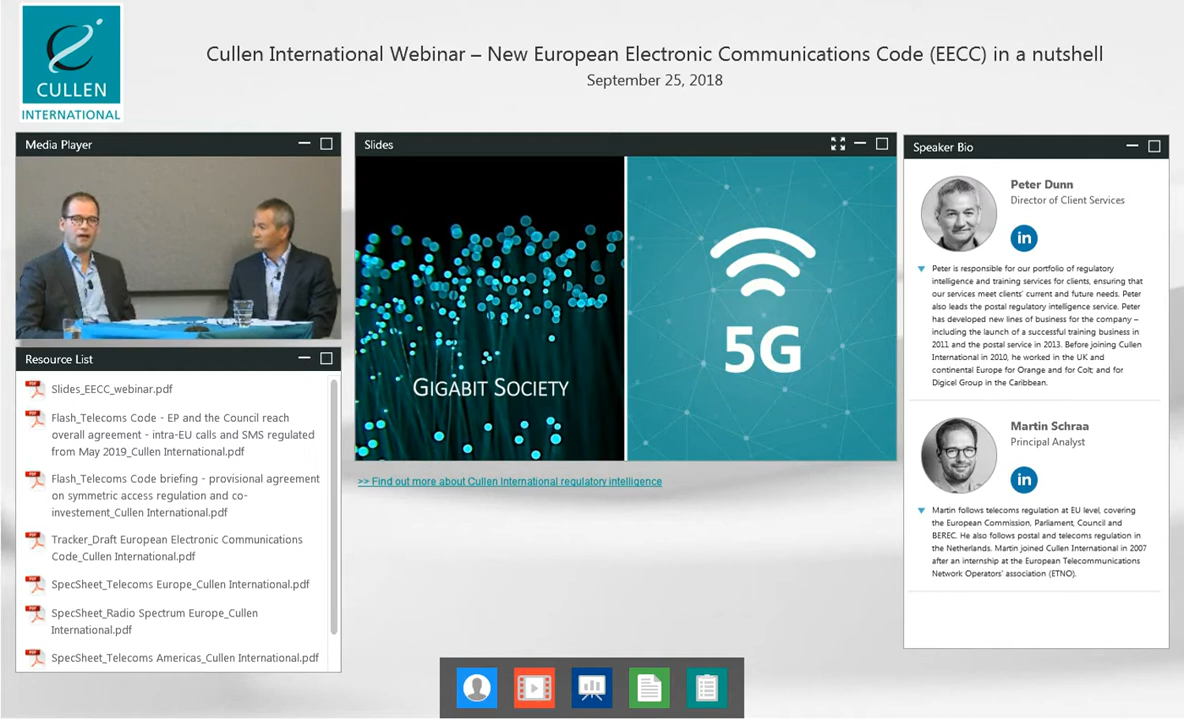 CULLEN
INTERNATIONAL
Cullen International Webinar – New European Electronic Communications Code (EECC) in a nutshell
September 25, 2018
Media Player
Resource List
Slides_EECC_webinar.pdf
Flash_Telecoms Code - EP and the Council reach
overall agreement - intra-EU calls and SMS regulated
from May 2019_Cullen International.pdf
Flash_Telecoms Code briefing - provisional agreement
on symmetric access regulation and co-
investement_Cullen International.pdf
Tracker_Draft European Electronic Communications
Code_Cullen International.pdf
SpecSheet_Telecoms Europe_Cullen International.pdf
SpecSheet_Radio Spectrum Europe_Cullen
International.pdf
SpecSheet_Telecoms Americas_Cullen International.pdf
Slides
GIGABIT SOCIETY
5G
>> Find out more about Cullen International regulatory intelligence
Speaker Bio
Peter Dunn
Director of Client Services
in
Peter is responsible for our portfolio of regulatory
intelligence and training services for clients, ensuring that
our services meet clients' current and future needs. Peter
also leads the postal regulatory intelligence service. Peter
has developed new lines of business for the company –
including the launch of a successful training business in
2011 and the postal service in 2013. Before joining Cullen
International in 2010, he worked in the UK and
continental Europe for Orange and for Colt; and for
Digicel Group in the Caribbean.
Martin Schraa
Principal Analyst
in
Martin follows telecoms regulation at EU level, covering
the European Commission, Parliament, Council and
BEREC. He also follows postal and telecoms regulation in
the Netherlands. Martin joined Cullen International in 2007
after an internship at the European Telecommunications
Network Operators' association (ETNO).